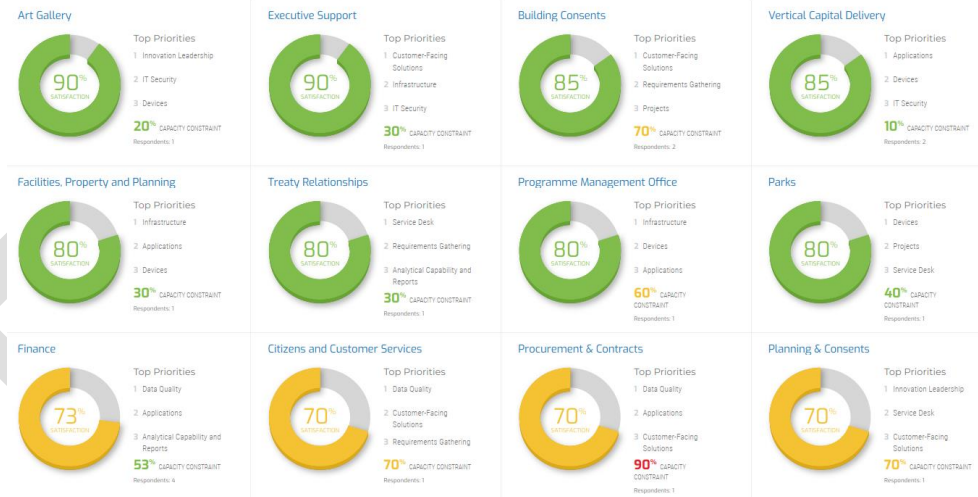 Art Gallery
90%
SATISFACTION
Top Priorities
1 Innovation Leadership
2 IT Security
3 Devices
20% CAPACITY CONSTRAINT
Respondents: 1
Executive Support
90%
SATISFACTION
Top Priorities
1 Customer-Facing
Solutions
2 Infrastructure
3 IT Security
30% CAPACITY CONSTRAINT
Respondents: 1
Building Consents
85%
SATISFACTION
Top Priorities
1 Customer-Facing
Solutions
2 Requirements Gathering
3 Projects
70% CAPACITY CONSTRAINT
Respondents: 2
Vertical Capital Delivery
85%
SATISFACTION
Top Priorities
1 Applications
2 Devices
3 IT Security
10% CAPACITY CONSTRAINT
Respondents: 2
Facilities, Property and Planning
80%
SATISFACTION
Top Priorities
1 Infrastructure
2 Applications
3 Devices
30% CAPACITY CONSTRAINT
Respondents: 1
Treaty Relationships
80%
SATISFACTION
Top Priorities
1 Service Desk
2 Requirements Gathering
3 Analytical Capability and
Reports
30% CAPACITY CONSTRAINT
Respondents: 1
Programme Management Office
80%
SATISFACTION
Top Priorities
1 Infrastructure
2 Devices
3 Applications
60% CAPACITY
CONSTRAINT
Respondents: 1
Parks
80%
SATISFACTION
Top Priorities
1 Devices
2 Projects
3 Service Desk
40% CAPACITY
CONSTRAINT
Respondents: 1
Finance
73%
SATISFACTION
Top Priorities
1 Data Quality
2 Applications
3 Analytical Capability and
Reports
53% CAPACITY CONSTRAINT
Respondents: 4
Citizens and Customer Services
70%
SATISFACTION
Top Priorities
1 Data Quality
2 Customer-Facing
Solutions
3 Requirements Gathering
70% CAPACITY CONSTRAINT
Respondents: 1
Procurement & Contracts
70%
SATISFACTION
Top Priorities
1 Data Quality
2 Applications
3 Customer-Facing
Solutions
90% CAPACITY
CONSTRAINT
Respondents: 1
Planning & Consents
70%
SATISFACTION
Top Priorities
1 Innovation Leadership
2 Service Desk
3 Customer-Facing
Solutions
70% CAPACITY CONSTRAINT
Respondents: 1